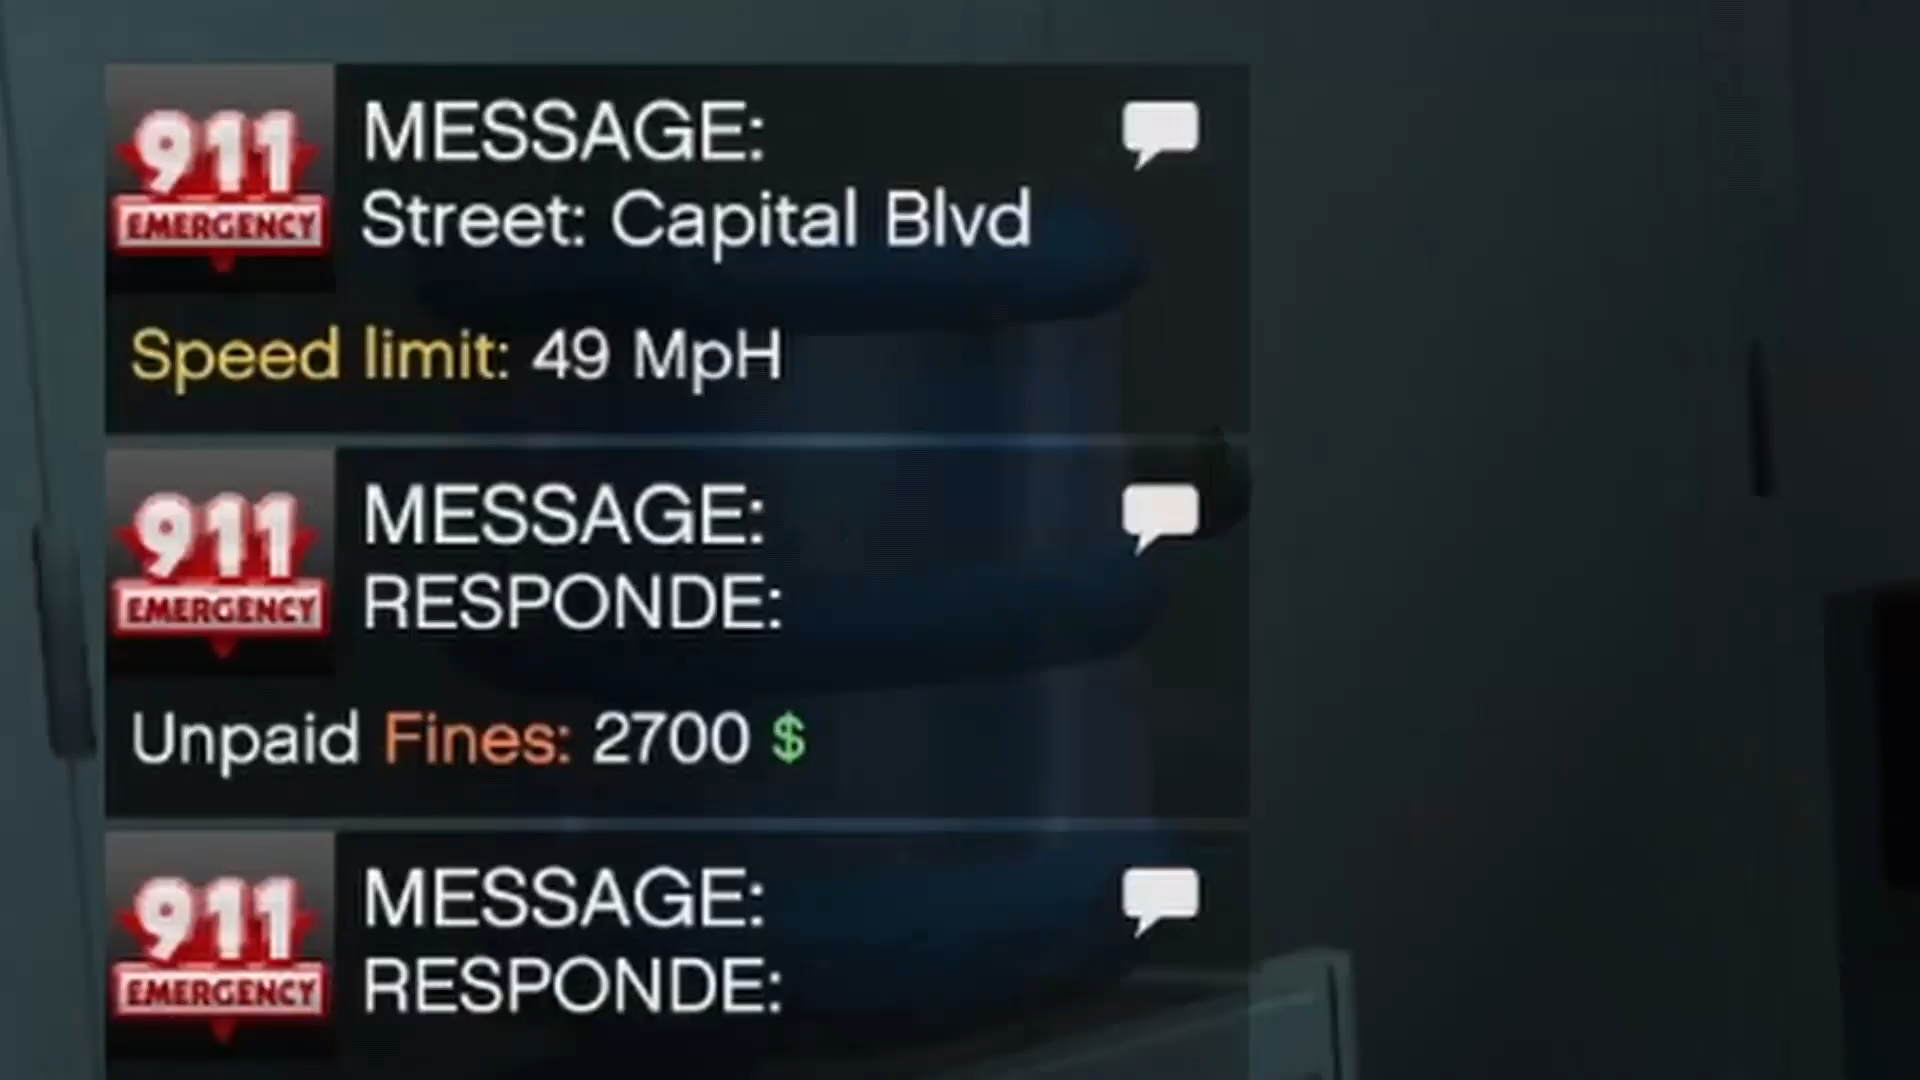 911
EMERGENCY
MESSAGE:
Street: Capital Blvd
Speed limit: 49 MpH
911
EMERGENCY
MESSAGE:
RESPONDE:
Unpaid Fines: 2700 $
911
EMERGENCY
MESSAGE:
RESPONDE: